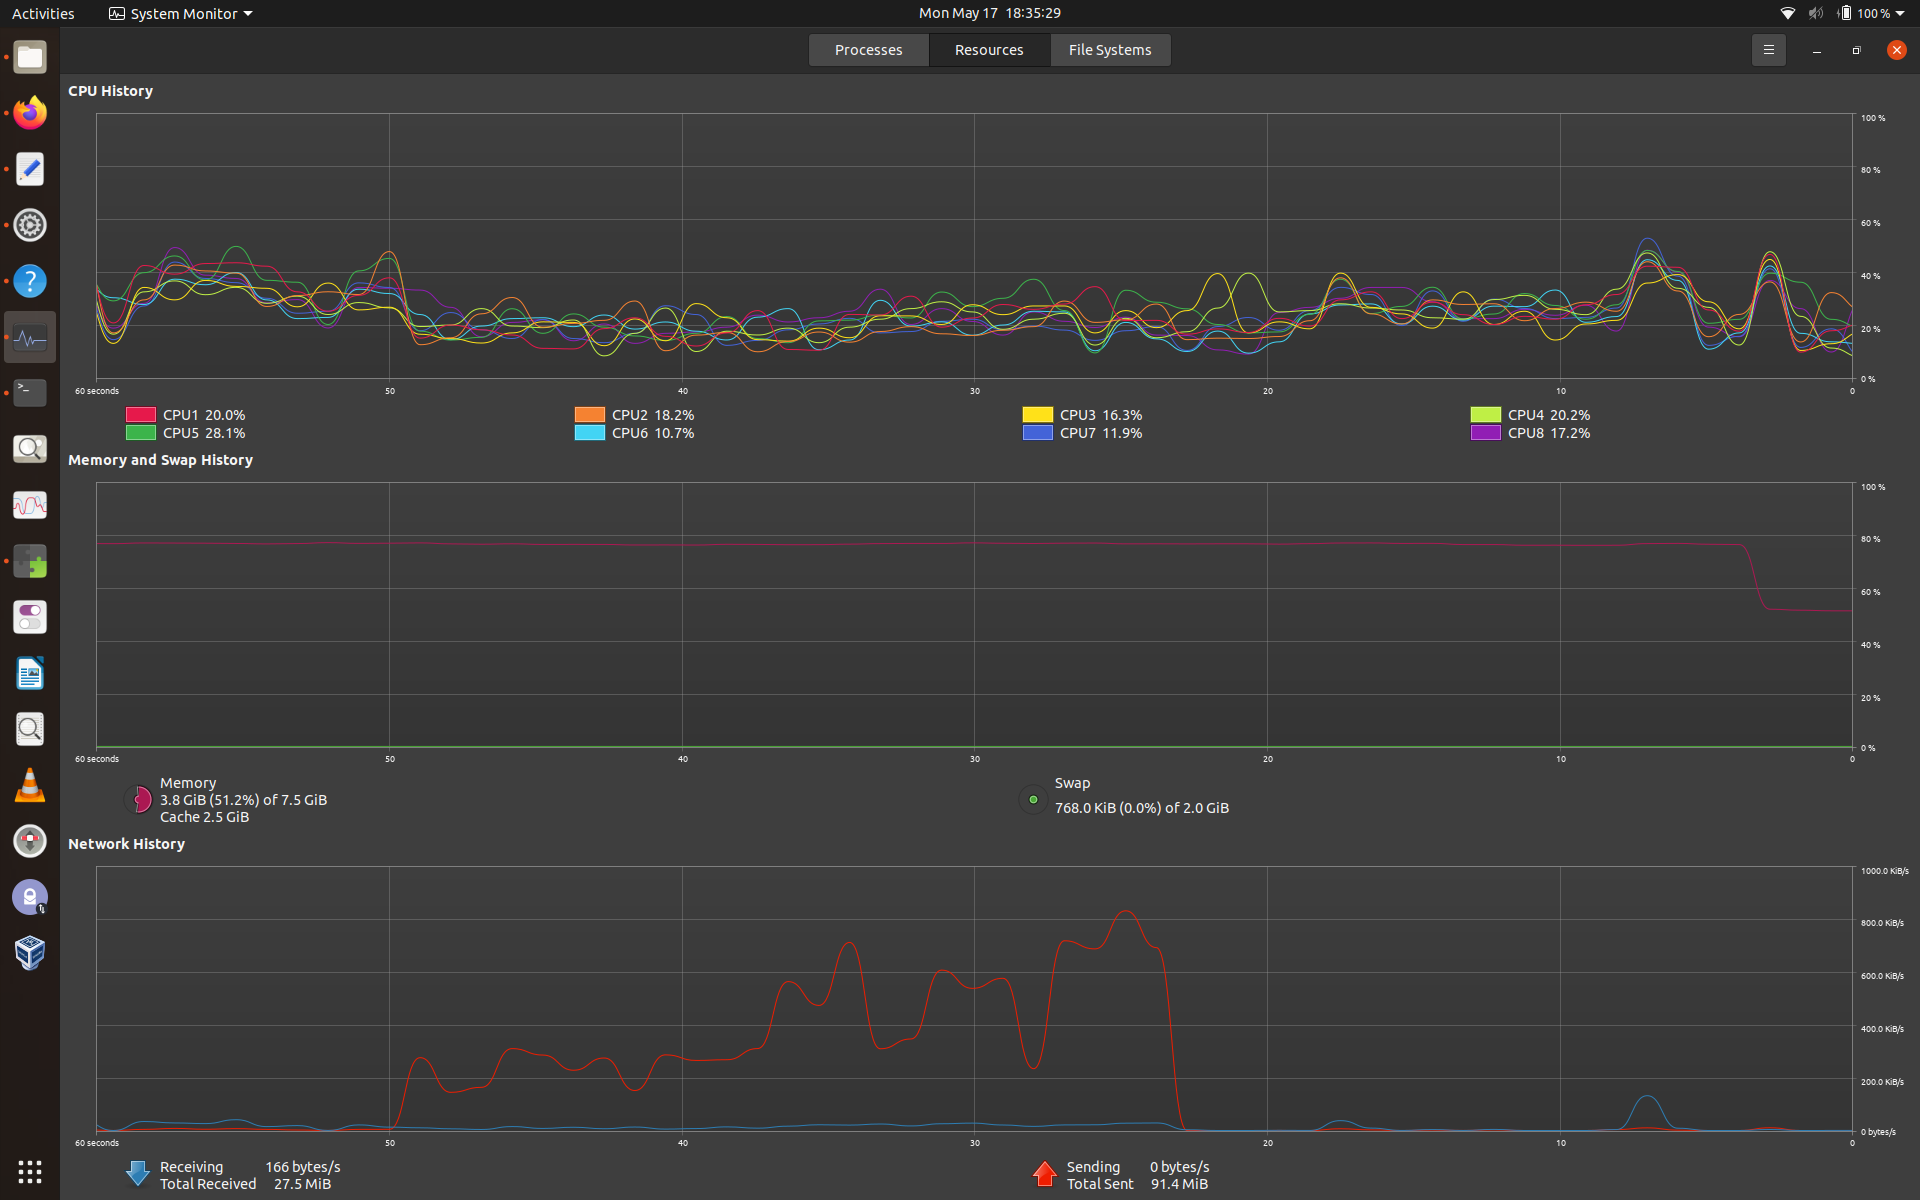 Activities System Monitor Mon May 17 18:35:29 100 %
Processes Resources File Systems
CPU History
100 %
80 %
60 %
40 %
20 %
0 %
60 seconds 50 40 30 20 10 0
CPU1 20.0% CPU2 18.2% CPU3 16.3% CPU4 20.2%
CPU5 28.1% CPU6 10.7% CPU7 11.9% CPU8 17.2%
Memory and Swap History
100 %
80 %
60 %
40 %
20 %
0 %
60 seconds 50 40 30 20 10 0
Memory
3.8 GiB (51.2%) of 7.5 GiB
Cache 2.5 GiB
Swap
768.0 KiB (0.0%) of 2.0 GiB
Network History
1000.0 KiB/s
800.0 KiB/s
600.0 KiB/s
400.0 KiB/s
200.0 KiB/s
0 bytes/s
60 seconds 50 40 30 20 10 0
Receiving 166 bytes/s
Total Received 27.5 MiB
Sending 0 bytes/s
Total Sent 91.4 MiB